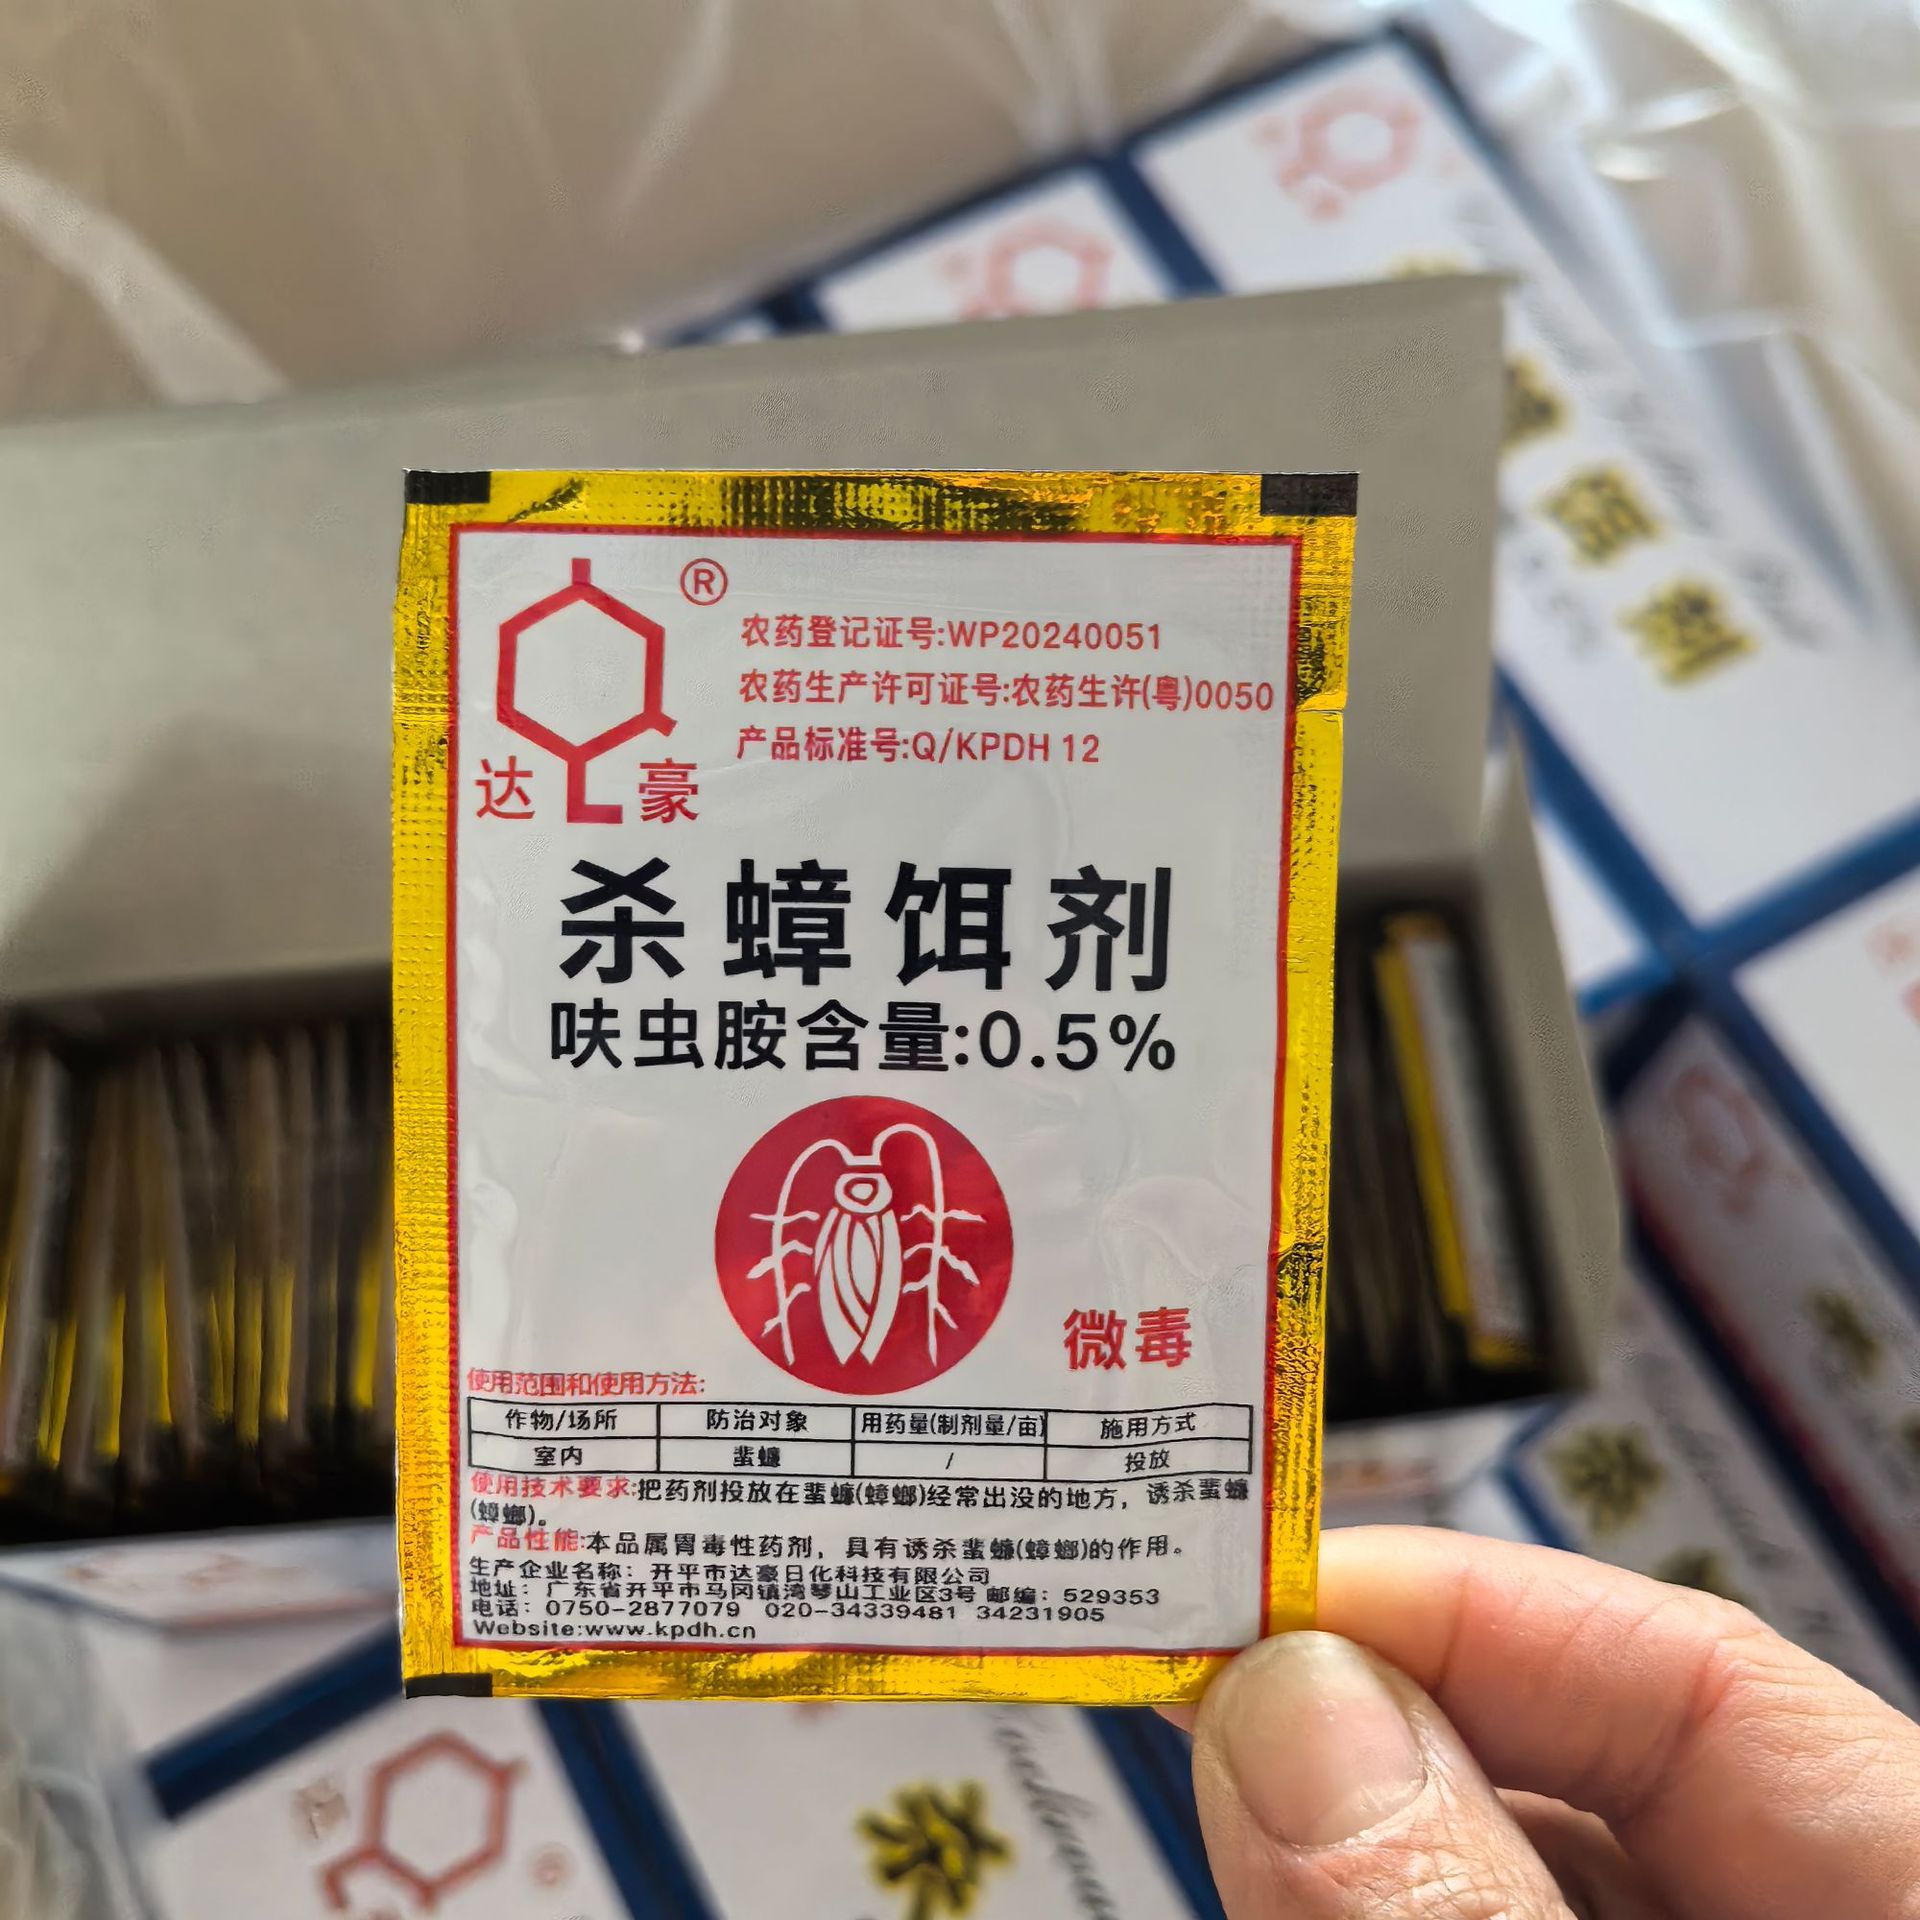 ®
农药登记证号:WP20240051
农药生产许可证号:农药生许(粤)0050
产品标准号:Q/KPDH 12
达 豪
杀蟑饵剂
呋虫胺含量:0.5%
微毒
使用范围和使用方法:
作物/场所 防治对象 用药量(制剂量/亩) 施用方式
室内 蜚蠊 / 投放
使用技术要求:把药剂投放在蜚蠊(蟑螂)经常出没的地方，诱杀蜚蠊
(蟑螂)。
产品性能:本品属胃毒性药剂，具有诱杀蜚蠊(蟑螂)的作用。
生产企业名称：开平市达豪日化科技有限公司
地址：广东省开平市马冈镇湾琴山工业区3号 邮编：529353
电话：0750-2877079 020-34339481 34231905
Website:www.kpdh.cn
饵
剂
杀